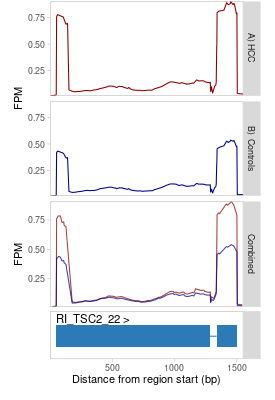 0.75
0.50
0.25
FPM
A) HCC
0.75
0.50
0.25
B) Controls
0.75
0.50
0.25
FPM
Combined
RI_TSC2_22 >
500
1000
1500
Distance from region start (bp)